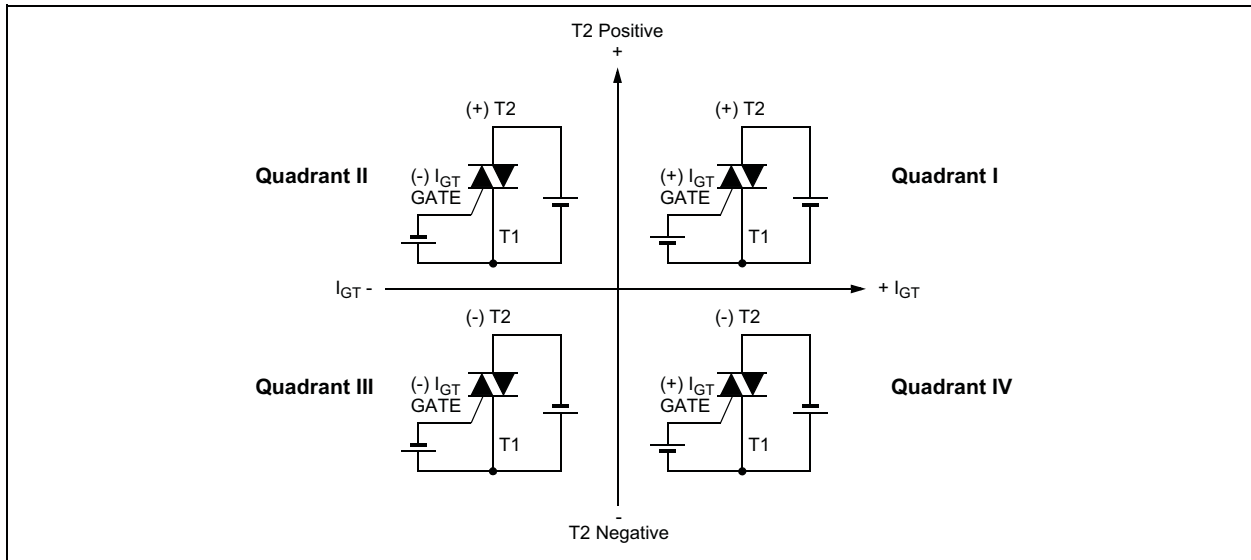 T2 Positive
+
(+) T2
(+) T2
Quadrant II
(-) IGT
GATE
T1
(+) IGT
GATE
T1
Quadrant I
IGT -
+ IGT
(-) T2
(-) T2
Quadrant III
(-) IGT
GATE
T1
(+) IGT
GATE
T1
Quadrant IV
-
T2 Negative